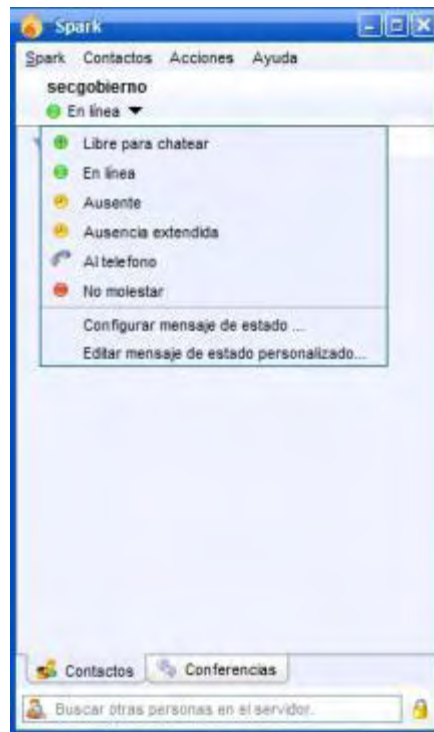 Spark
Spark Contactos Acciones Ayuda
secgobierno
En línea
Libre para chatear
En línea
Ausente
Ausencia extendida
Al telefono
No molestar
Configurar mensaje de estado ...
Editar mensaje de estado personalizado...
Contactos Conferencias
Buscar otras personas en el servidor.